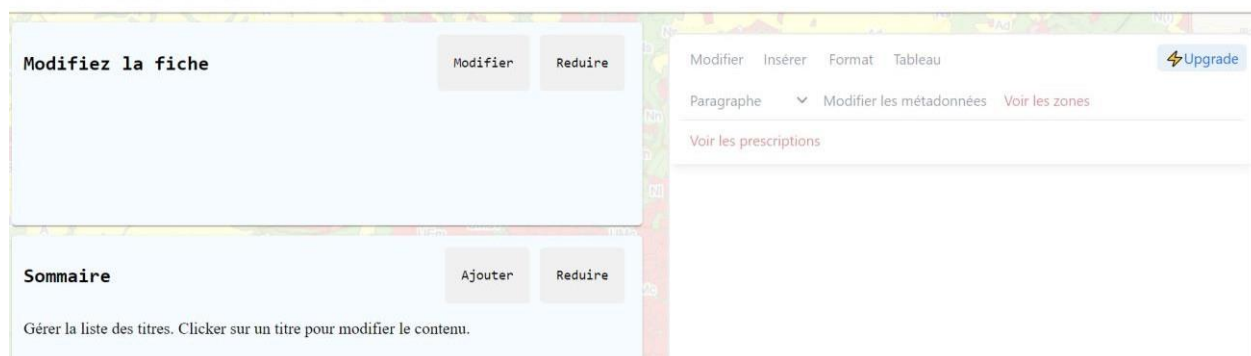 Modifiez la fiche
Modifier
Reduire
Modifier Insérer Format Tableau
⚡Upgrade
Paragraphe Modifier les métadonnées Voir les zones
Voir les prescriptions
Sommaire
Ajouter
Reduire
Gérer la liste des titres. Clicker sur un titre pour modifier le contenu.